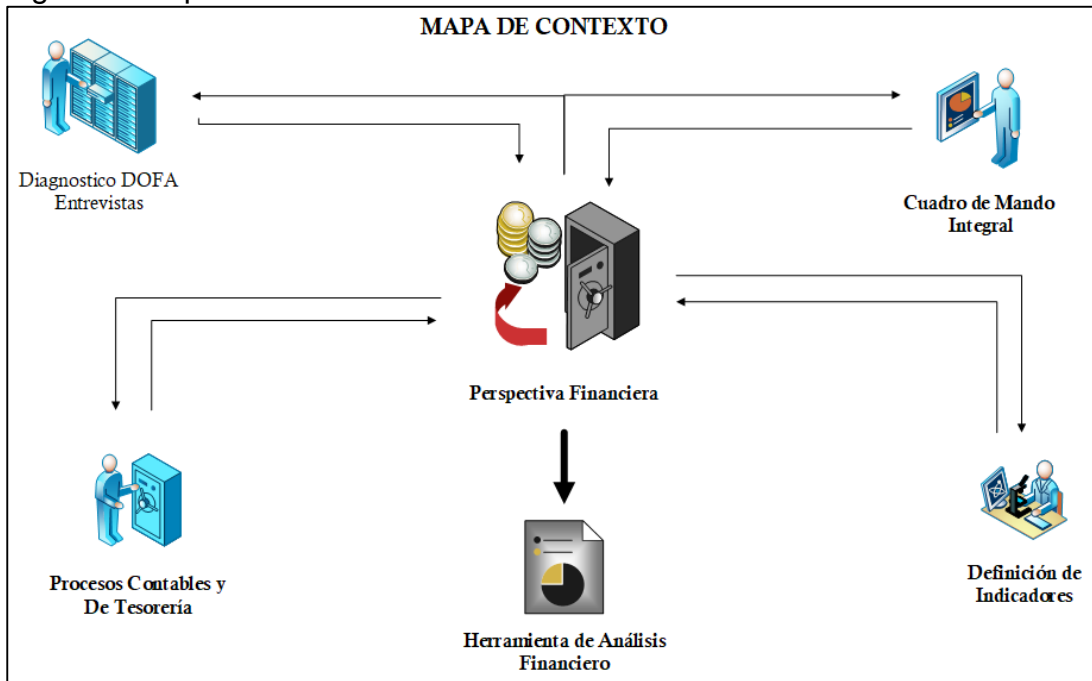 MAPA DE CONTEXTO
Diagnostico DOFA
Entrevistas
Cuadro de Mando
Integral
Perspectiva Financiera
Procesos Contables y
De Tesorería
Definición de
Indicadores
Herramienta de Análisis
Financiero